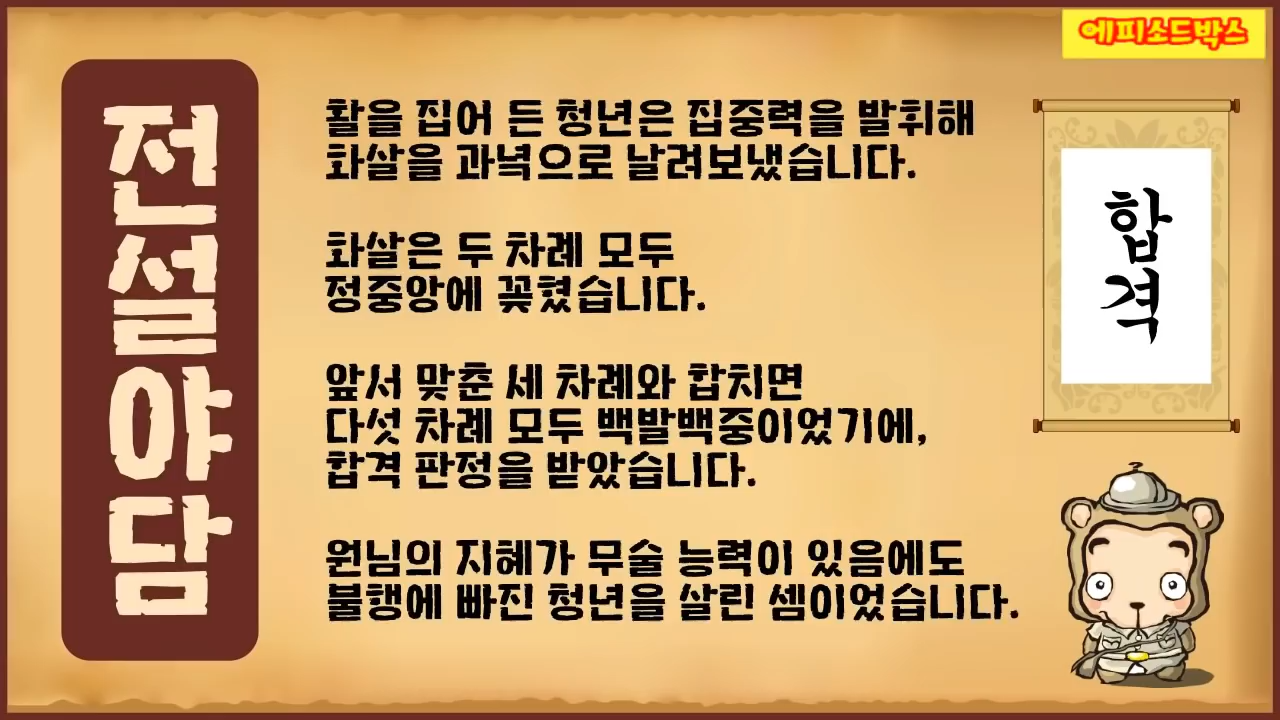 에피소드박스
전설야담
활을 집어 든 청년은 집중력을 발휘해
화살을 과녁으로 날려보냈습니다.
화살은 두 차례 모두
정중앙에 꽂혔습니다.
앞서 맞춘 세 차례와 합치면
다섯 차례 모두 백발백중이었기에,
합격 판정을 받았습니다.
원님의 지혜가 무술 능력이 있음에도
불행에 빠진 청년을 살린 셈이었습니다.
합격